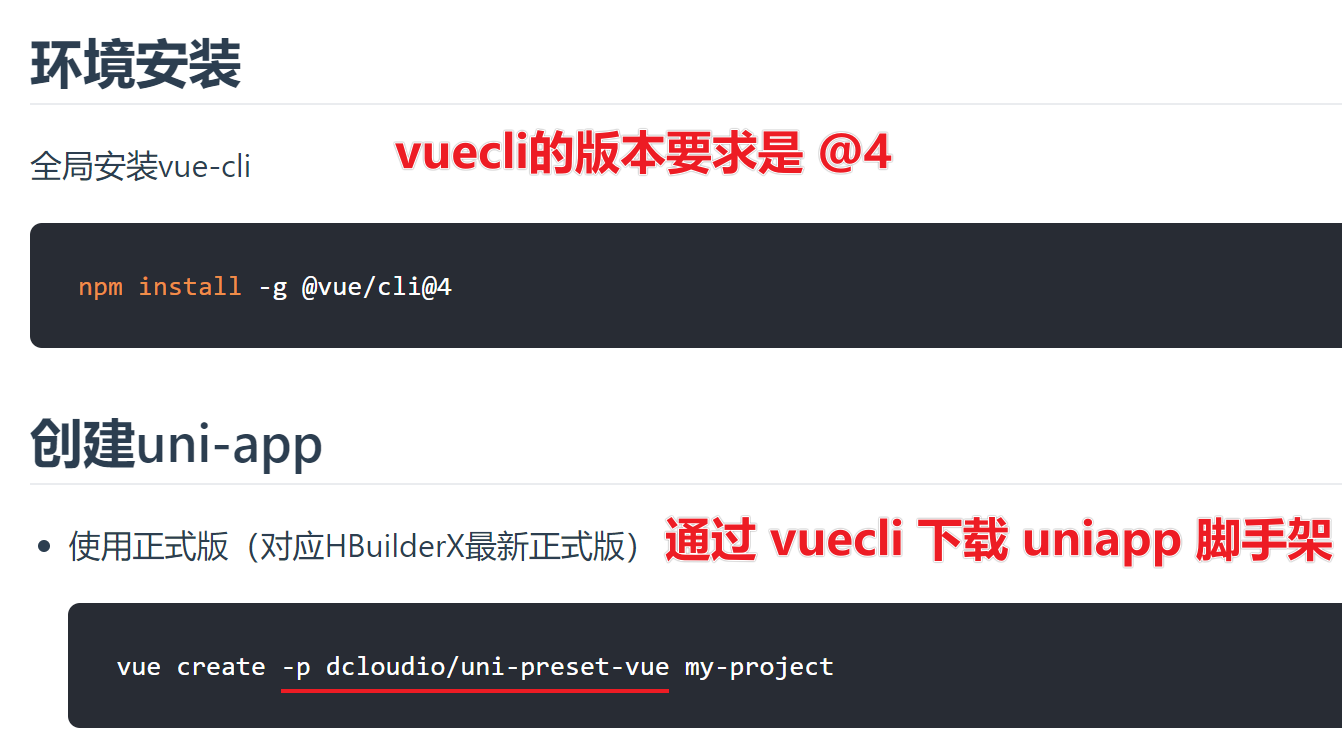 环境安装
全局安装vue-cli
vuecli的版本要求是 @4
npm install -g @vue/cli@4
创建uni-app
使用正式版（对应HBuilderX最新正式版）
通过 vuecli 下载 uniapp 脚手架
vue create -p dcloudio/uni-preset-vue my-project